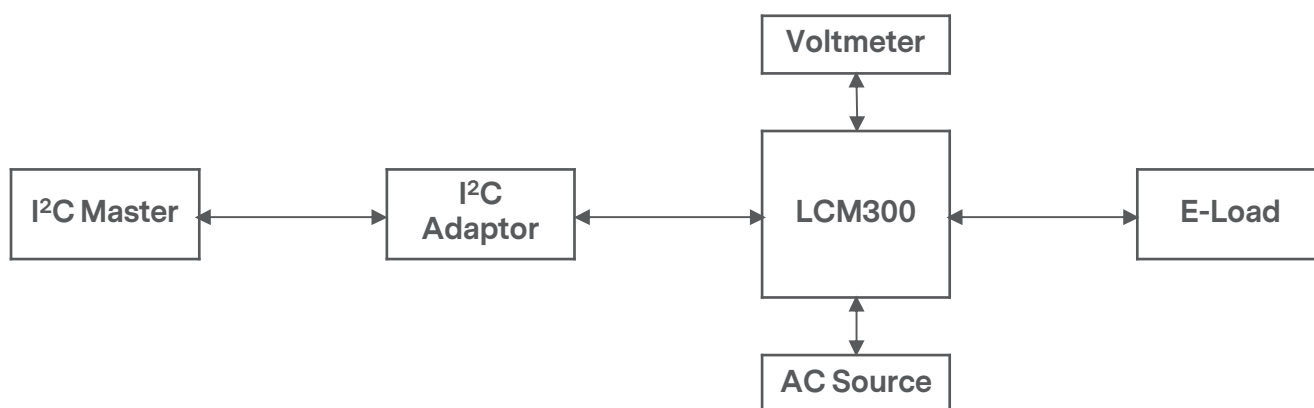 Voltmeter
I²C Master
I²C
Adaptor
LCM300
E-Load
AC Source